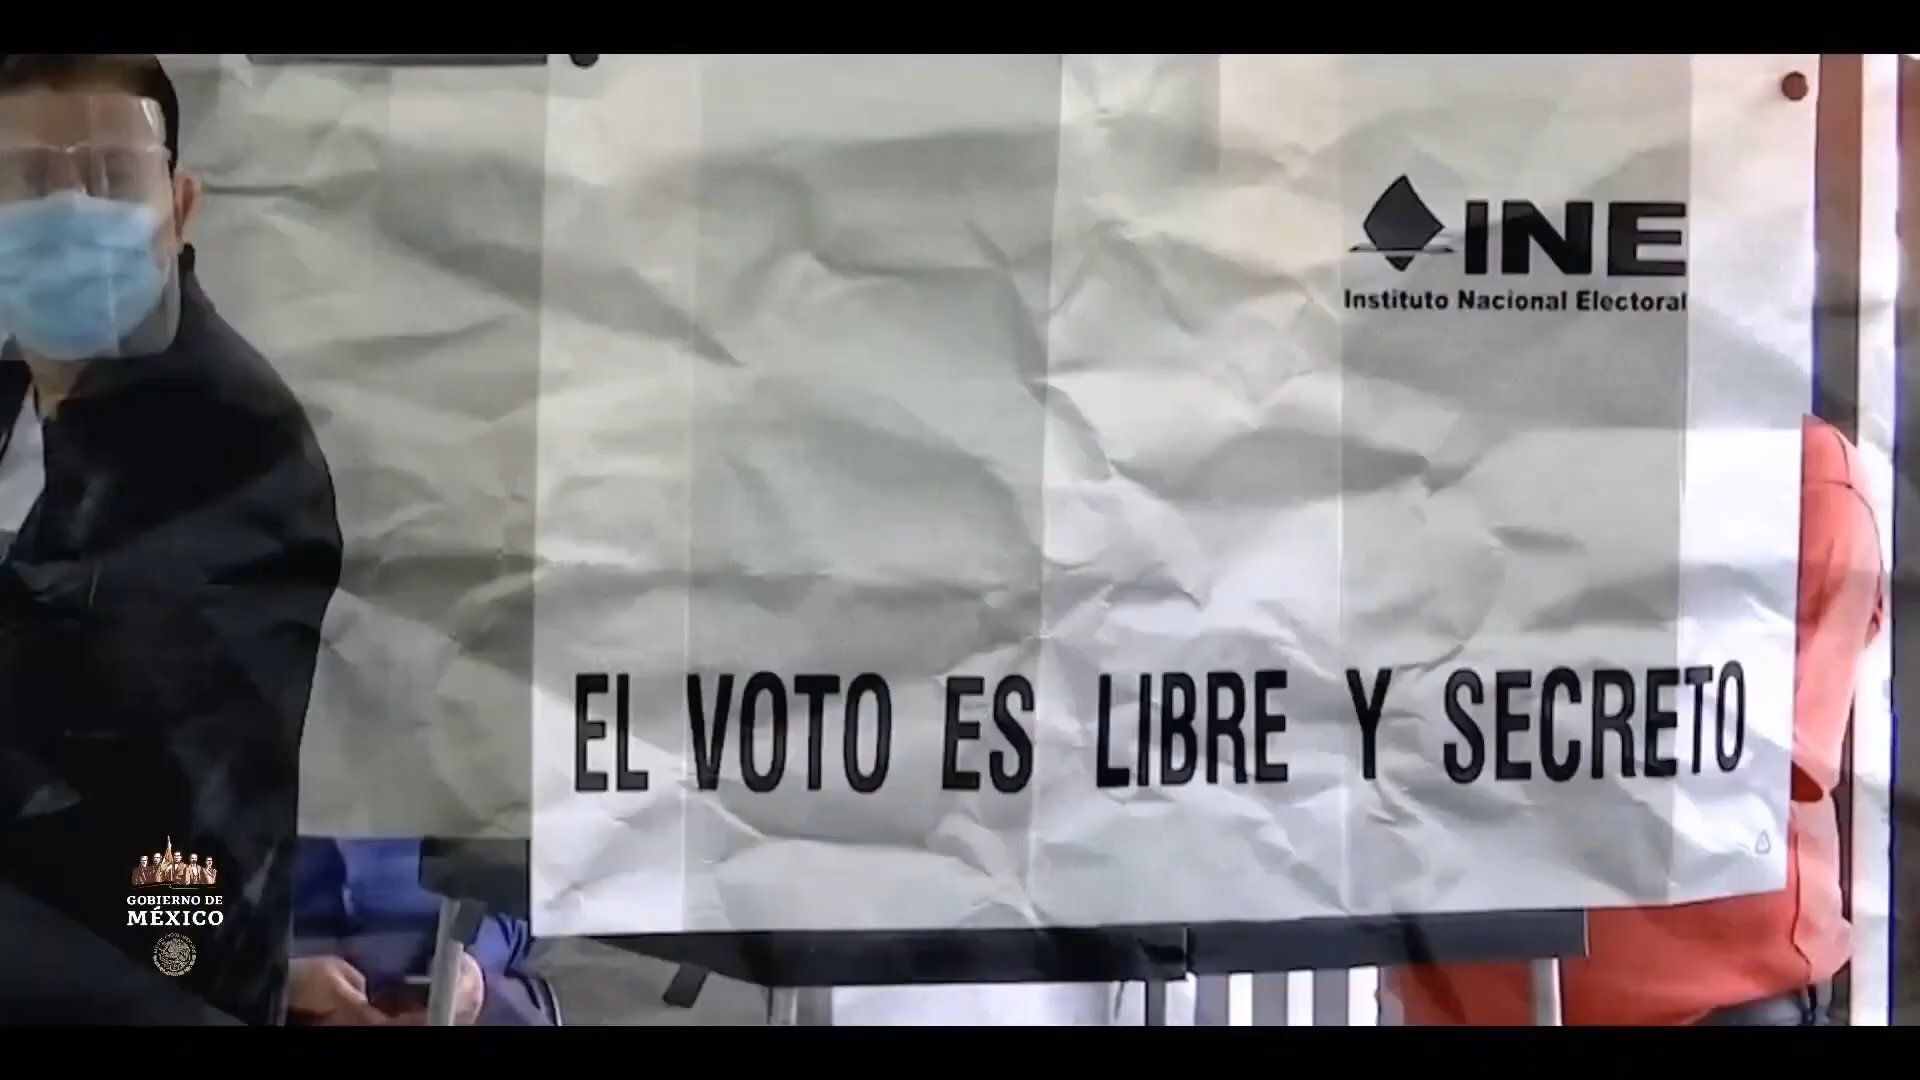 INE
Instituto Nacional Electoral
EL VOTO ES LIBRE Y SECRETO
GOBIERNO DE
MÉXICO